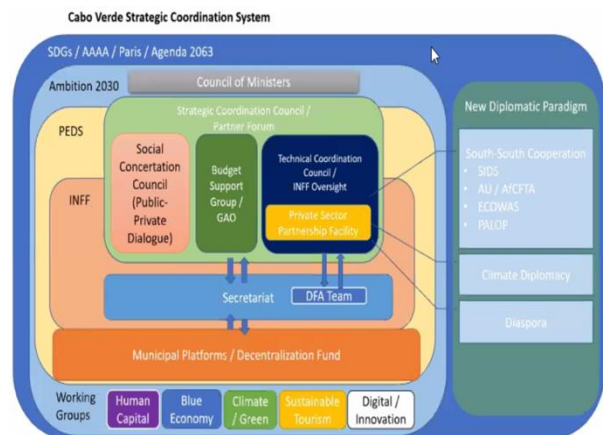 Cabo Verde Strategic Coordination System
SDGs / AAAA / Paris / Agenda 2063
Ambition 2030
Council of Ministers
PEDS
Strategic Coordination Council /
Partner Forum
Social
Concertation
Council
(Public-
Private
Dialogue)
Budget
Support
Group /
GAO
Technical Coordination
Council /
INFF Oversight
Private Sector
Partnership Facility
INFF
Secretariat
DFA Team
Municipal Platforms / Decentralization Fund
Working
Groups
Human
Capital
Blue
Economy
Climate
/ Green
Sustainable
Tourism
Digital /
Innovation
New Diplomatic Paradigm
South-South Cooperation
• SIDS
• AU / AfCFTA
• ECOWAS
• PALOP
Climate Diplomacy
Diaspora